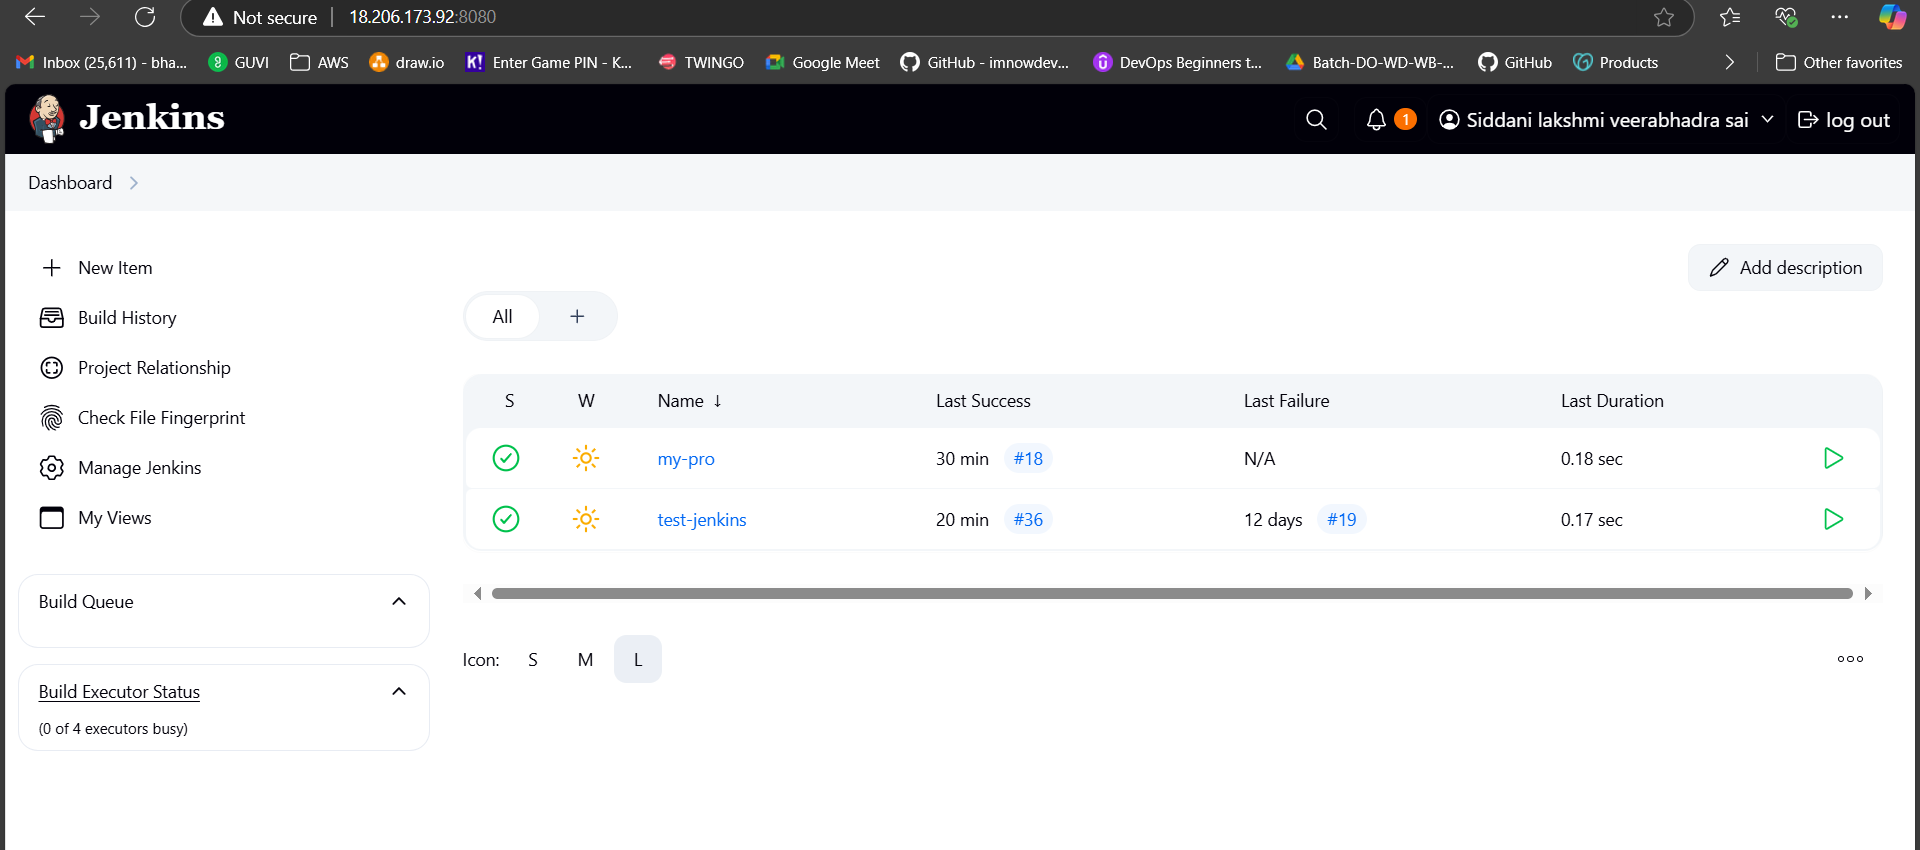 Not secure 18.206.173.92:8080
Inbox (25,611) - bha... GUVI AWS draw.io K! Enter Game PIN - K... TWINGO Google Meet GitHub - imnowdev... DevOps Beginners t... Batch-DO-WD-WB-... GitHub Products Other favorites
Jenkins 1 Siddani lakshmi veerabhadra sai log out
Dashboard
New Item
Add description
Build History
All +
Project Relationship
Check File Fingerprint
Manage Jenkins
My Views
S W Name ↓ Last Success Last Failure Last Duration
my-pro 30 min #18 N/A 0.18 sec
test-jenkins 20 min #36 12 days #19 0.17 sec
Build Queue
Icon: S M L
Build Executor Status
(0 of 4 executors busy)